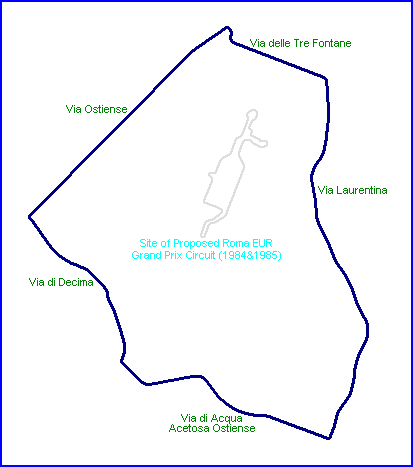 Via delle Tre Fontane
Via Ostiense
Via Laurentina
Site of Proposed Roma EUR
Grand Prix Circuit (1984&1985)
Via di Decima
Via di Acqua
Acetosa Ostiense